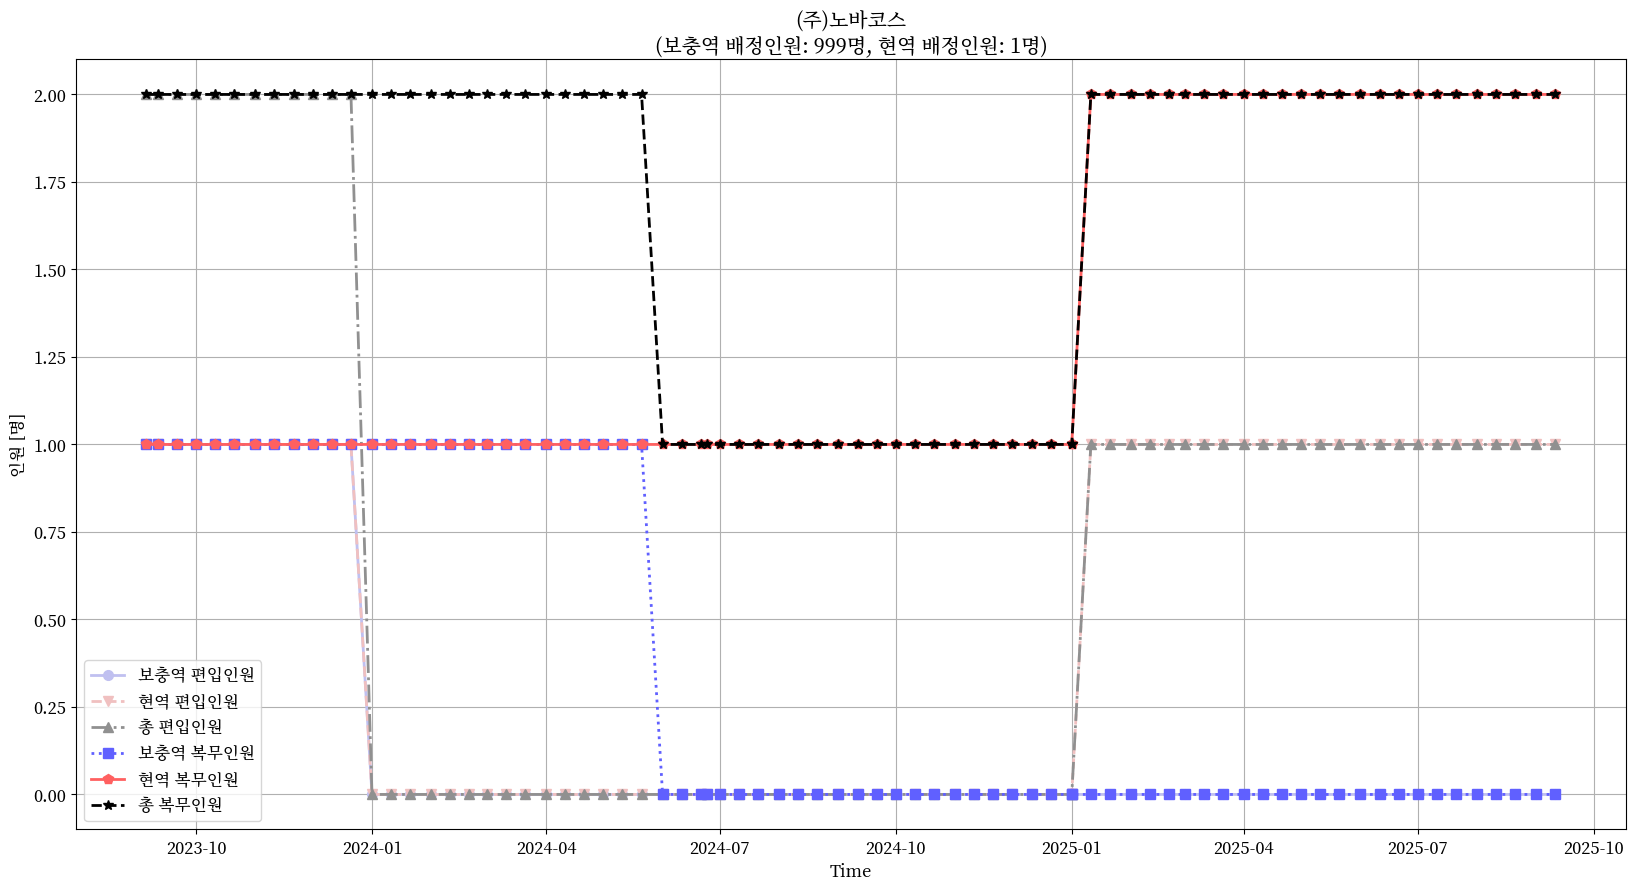 (주)노바코스
(보충역 배정인원: 999명, 현역 배정인원: 1명)
인원 [명]
2.00
1.75
1.50
1.25
1.00
0.75
0.50
0.25
0.00
보충역 편입인원
현역 편입인원
총 편입인원
보충역 복무인원
현역 복무인원
총 복무인원
2023-10
2024-01
2024-04
2024-07
2024-10
2025-01
2025-04
2025-07
2025-10
Time